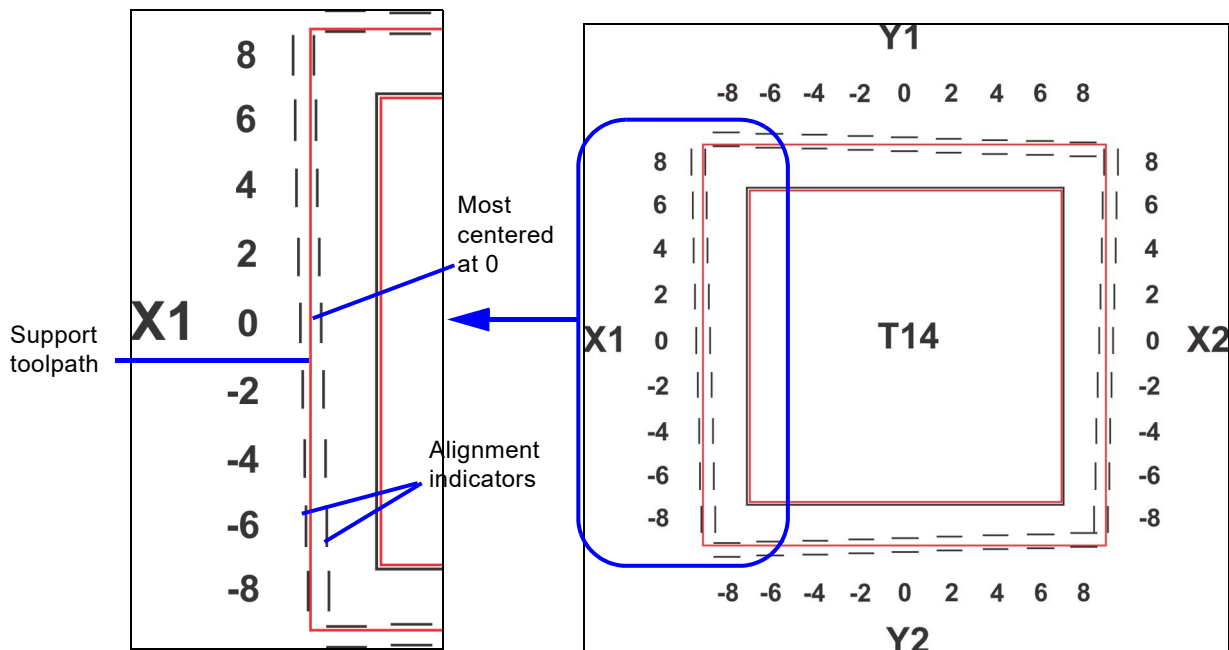 8
6
4
2
X1 0
-2
-4
-6
-8
Support
toolpath
Most
centered
at 0
Alignment
indicators
Y1
-8 -6 -4 -2 0 2 4 6 8
8 8
6 6
4 4
2 2
X1 0 T14 0 X2
-2 -2
-4 -4
-6 -6
-8 -8
-8 -6 -4 -2 0 2 4 6 8
Y2